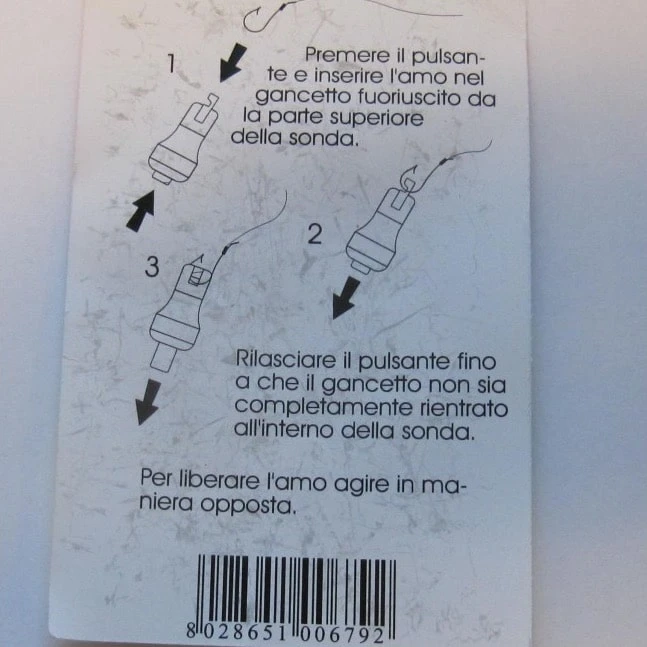 1
Premere il pulsan-
te e inserire l'amo nel
gancetto fuoriuscito da
la parte superiore
della sonda.
2
3
Rilasciare il pulsante fino
a che il gancetto non sia
completamente rientrato
all'interno della sonda.
Per liberare l'amo agire in ma-
niera opposta.
8 028651 006792